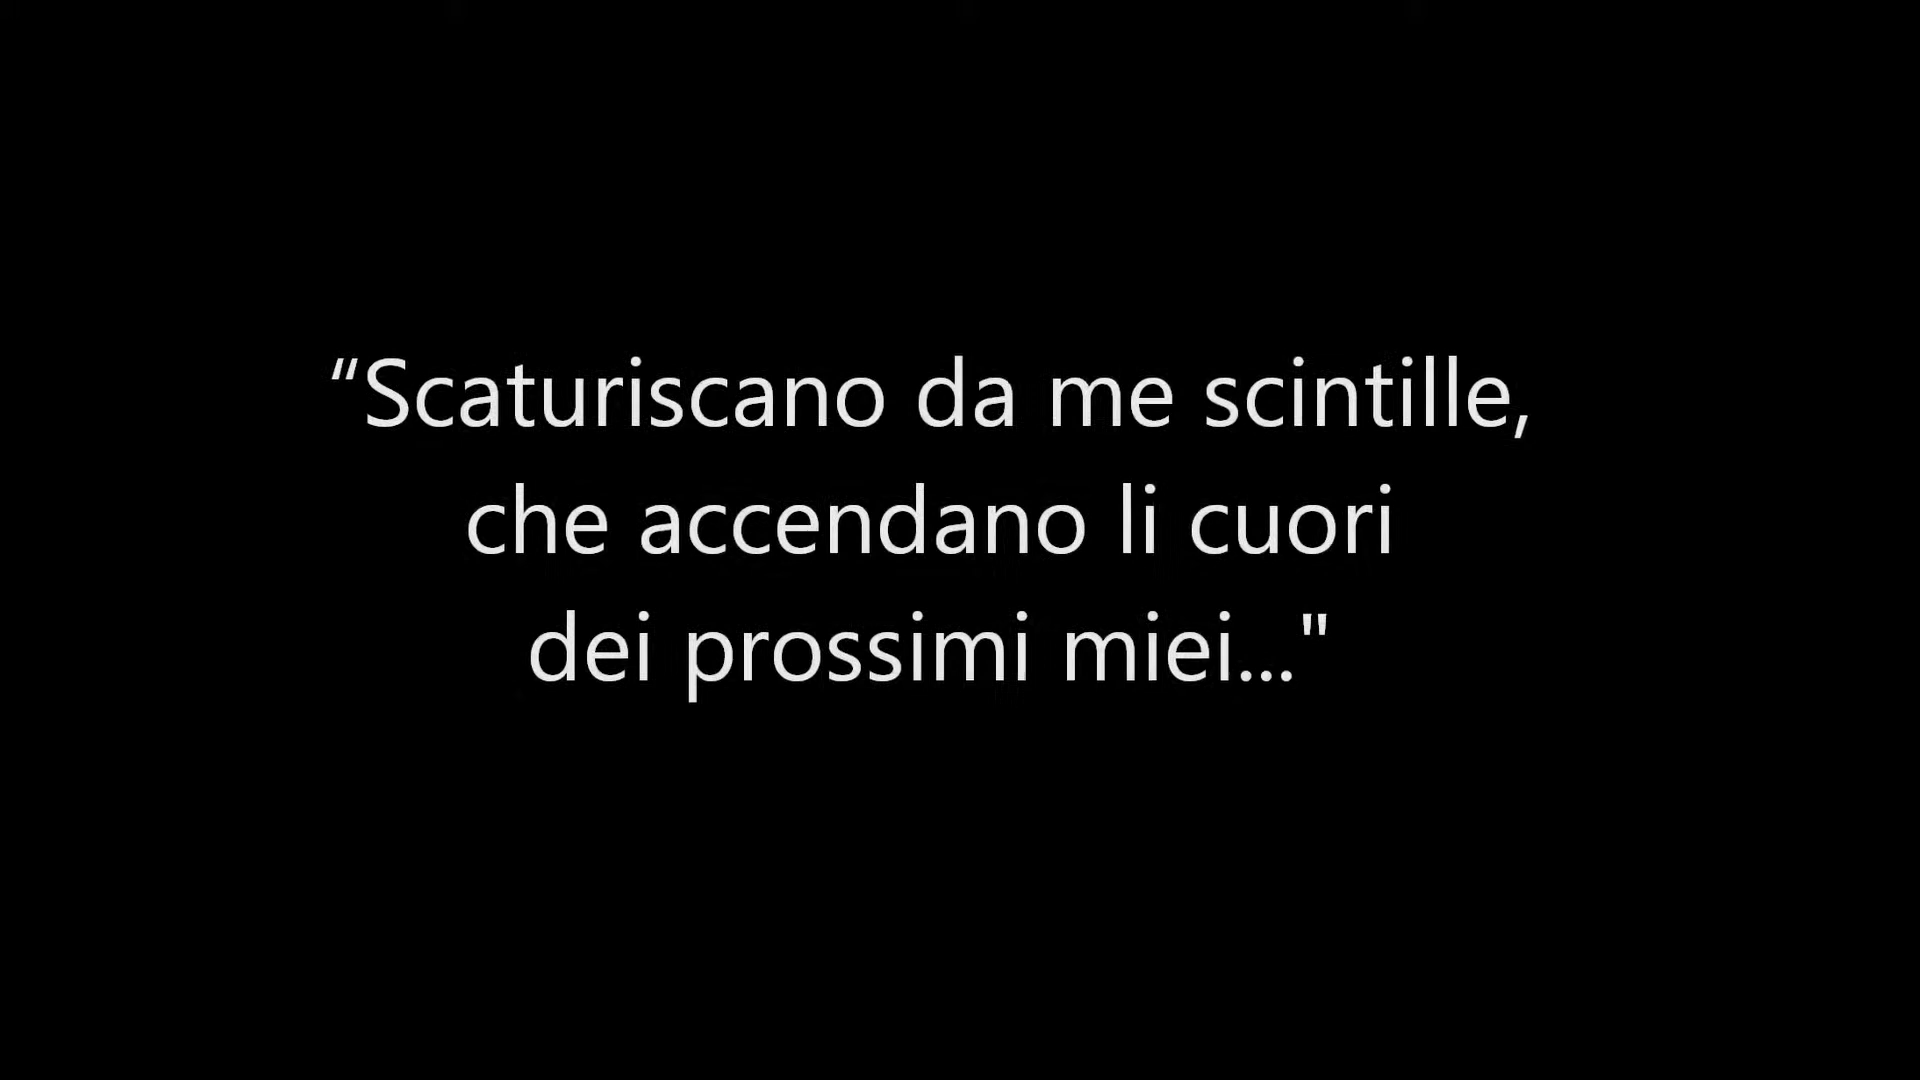 “Scaturiscano da me scintille,
che accendano li cuori
dei prossimi miei..."